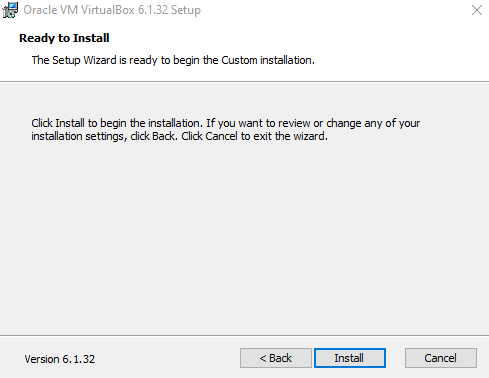 Oracle VM VirtualBox 6.1.32 Setup
Ready to Install
The Setup Wizard is ready to begin the Custom installation.
Click Install to begin the installation. If you want to review or change any of your
installation settings, click Back. Click Cancel to exit the wizard.
Version 6.1.32
< Back
Install
Cancel